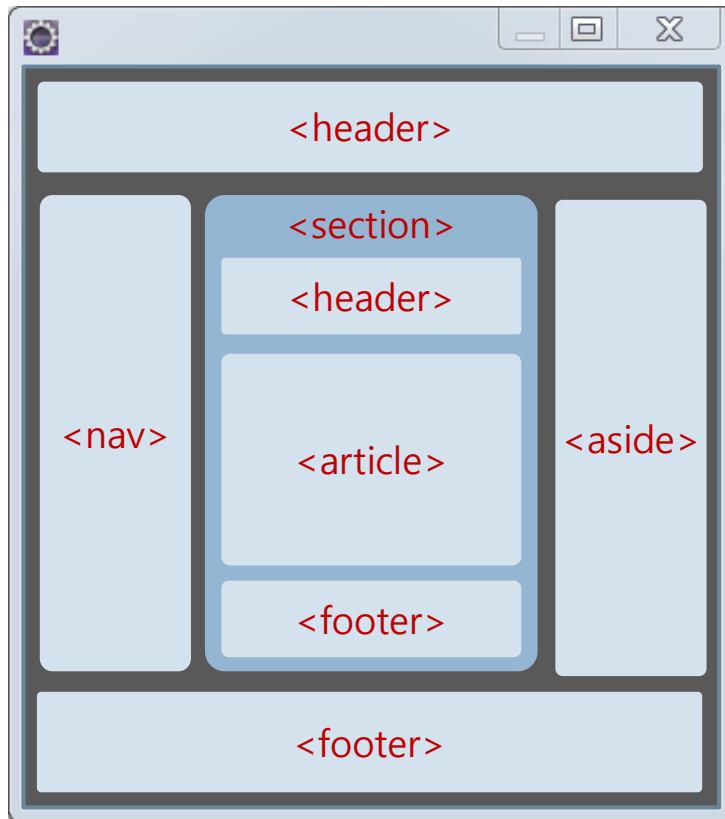 <header>
<nav>
<section>
<header>
<article>
<footer>
<aside>
<footer>